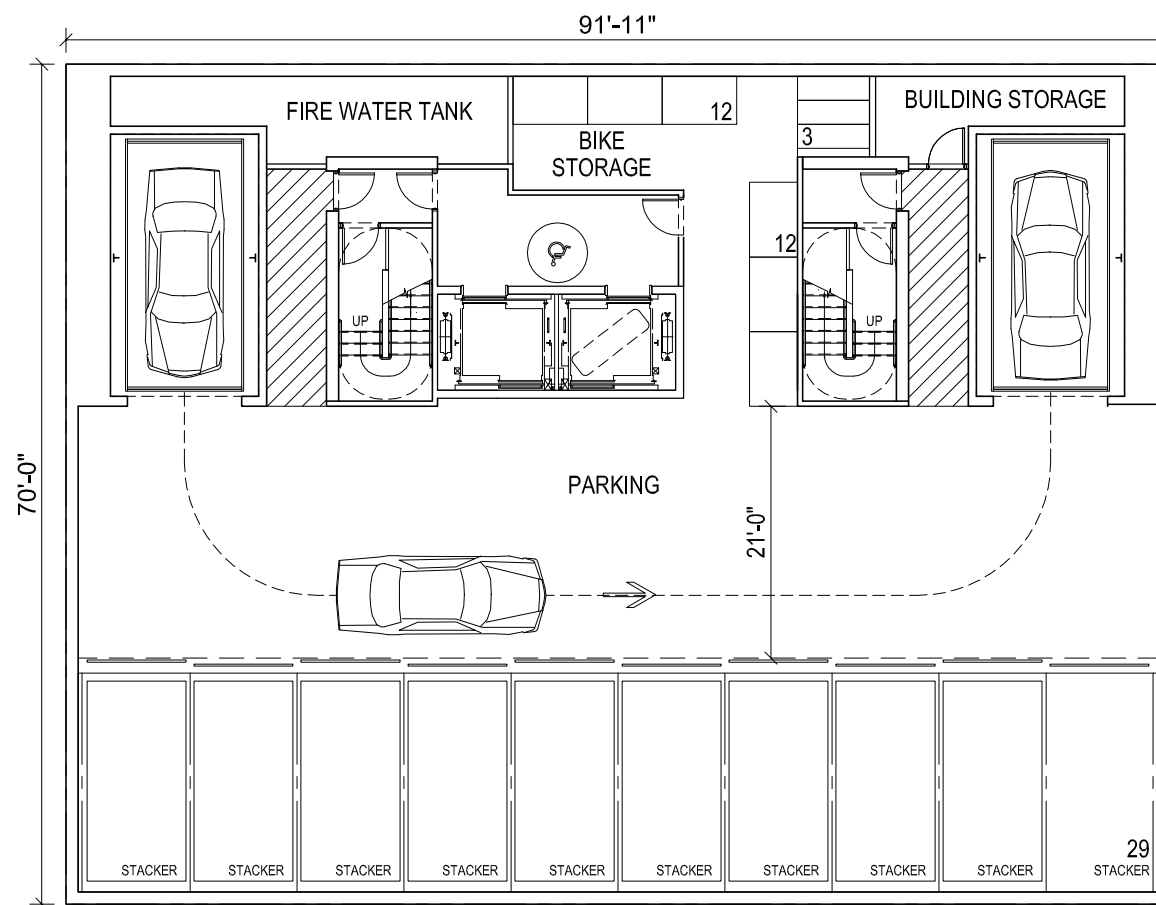 91'-11"
FIRE WATER TANK
12
BUILDING STORAGE
BIKE
STORAGE
3
12
UP
UP
70'-0"
PARKING
21'-0"
29
STACKER
STACKER
STACKER
STACKER
STACKER
STACKER
STACKER
STACKER
STACKER
STACKER